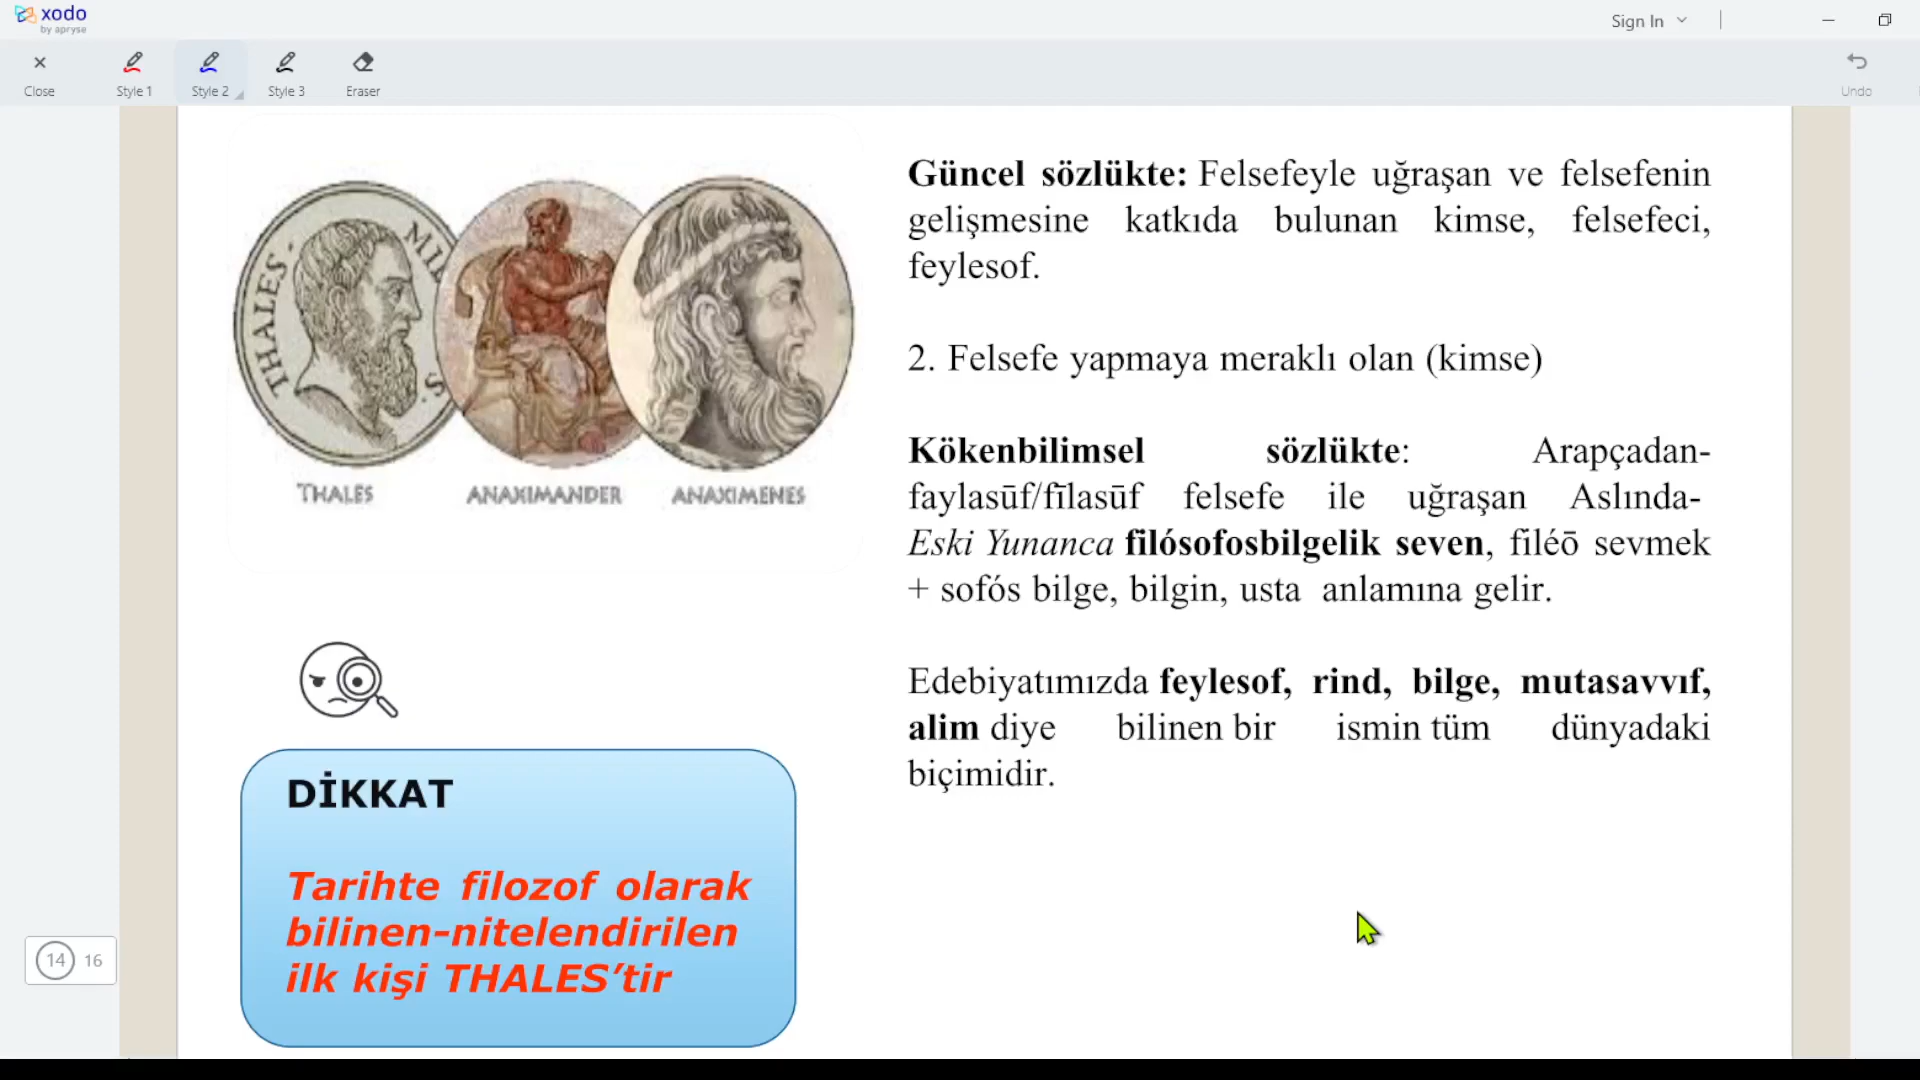 xodo
by apryse
Sign In
Close
Style 1
Style 2
Style 3
Eraser
Undo
THALES
THALES
ANAXIMANDER
ANAXIMENES
Güncel sözlükte: Felsefeyle uğraşan ve felsefenin
gelişmesine katkıda bulunan kimse, felsefeci,
feylesof.
2. Felsefe yapmaya meraklı olan (kimse)
Kökenbilimsel sözlükte: Arapçadan-
faylasūf/fīlasūf felsefe ile uğraşan Aslında-
Eski Yunanca filósofosbilgelik seven, filéō sevmek
+ sofós bilge, bilgin, usta anlamına gelir.
Edebiyatımızda feylesof, rind, bilge, mutasavvıf,
alim diye bilinen bir ismin tüm dünyadaki
biçimidir.
DİKKAT
Tarihte filozof olarak
bilinen-nitelendirilen
ilk kişi THALES’tir
14 16